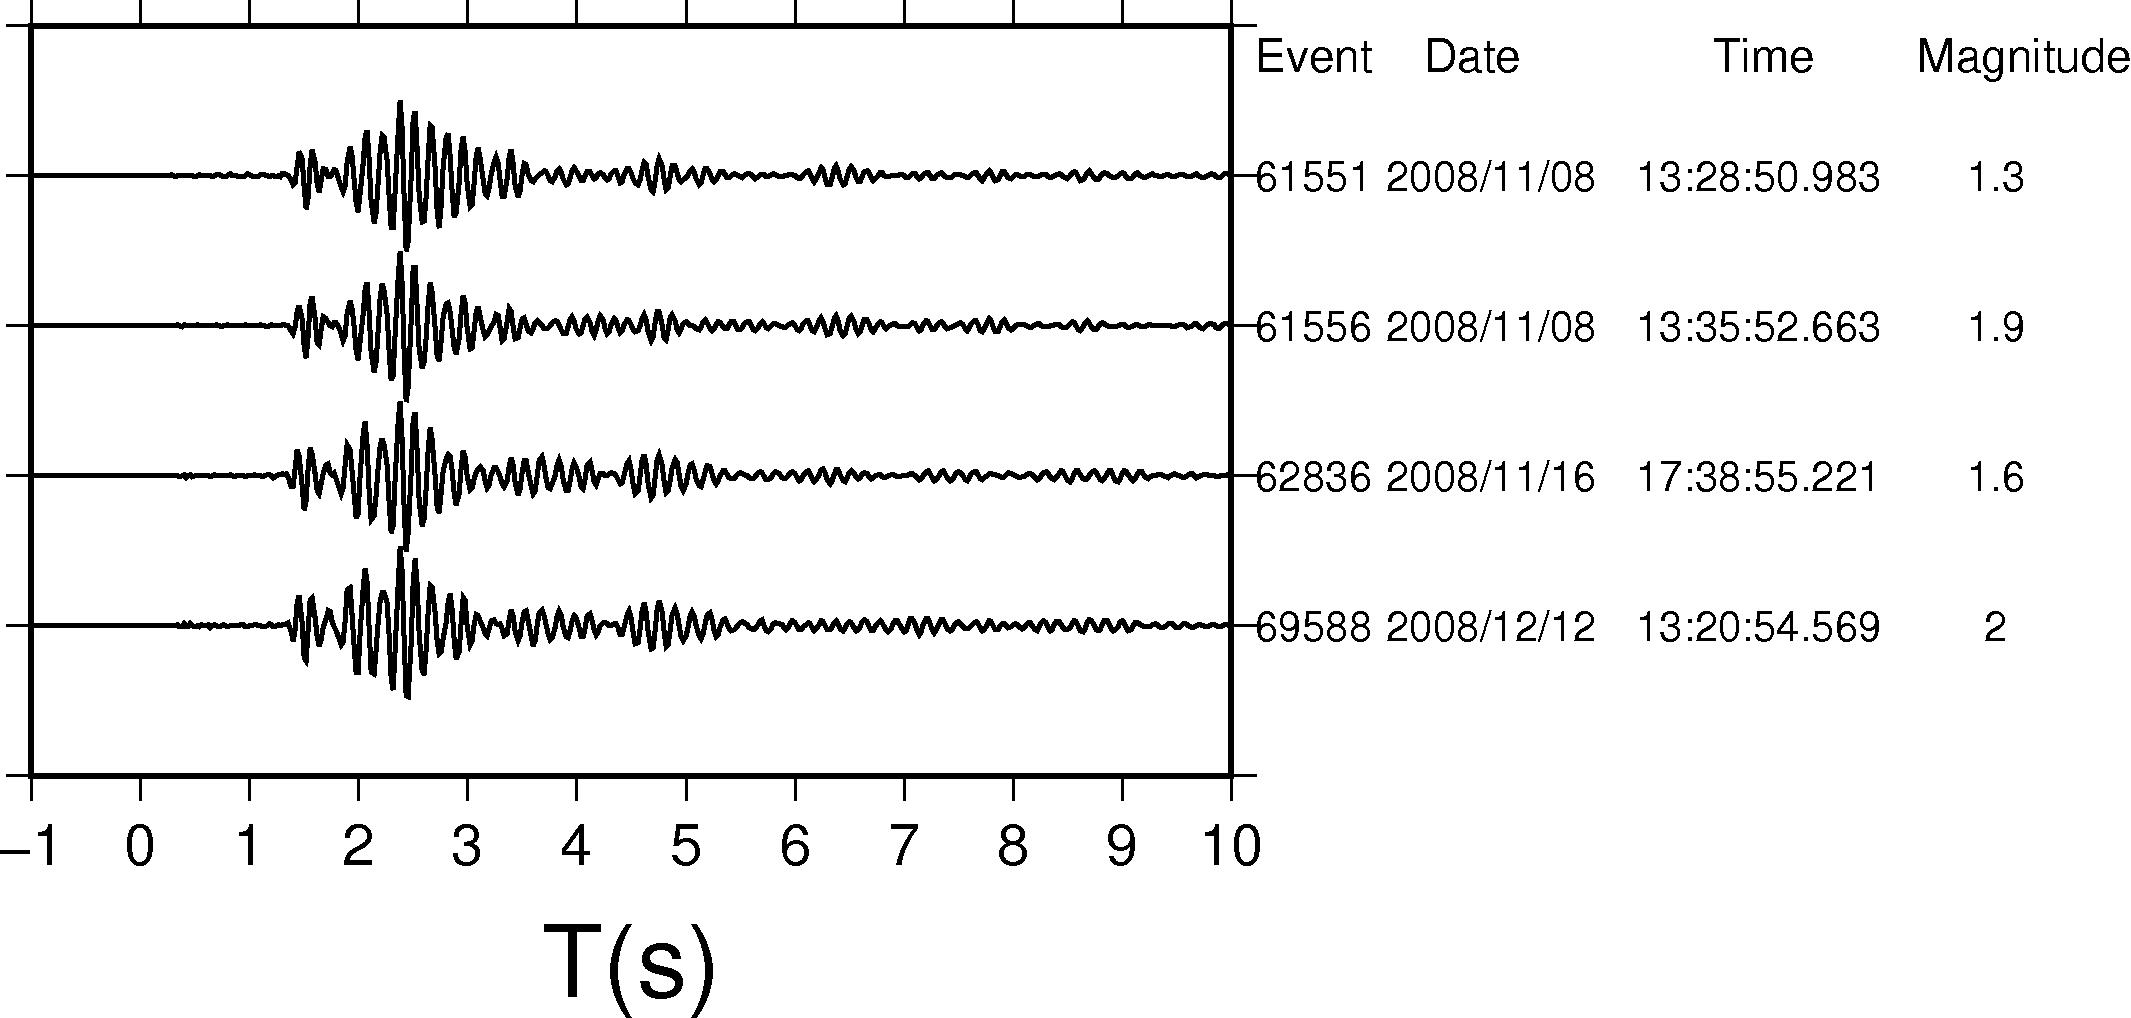 Event Date Time Magnitude
61551 2008/11/08 13:28:50.983 1.3
61556 2008/11/08 13:35:52.663 1.9
62836 2008/11/16 17:38:55.221 1.6
69588 2008/12/12 13:20:54.569 2
−1 0 1 2 3 4 5 6 7 8 9 10
T(s)